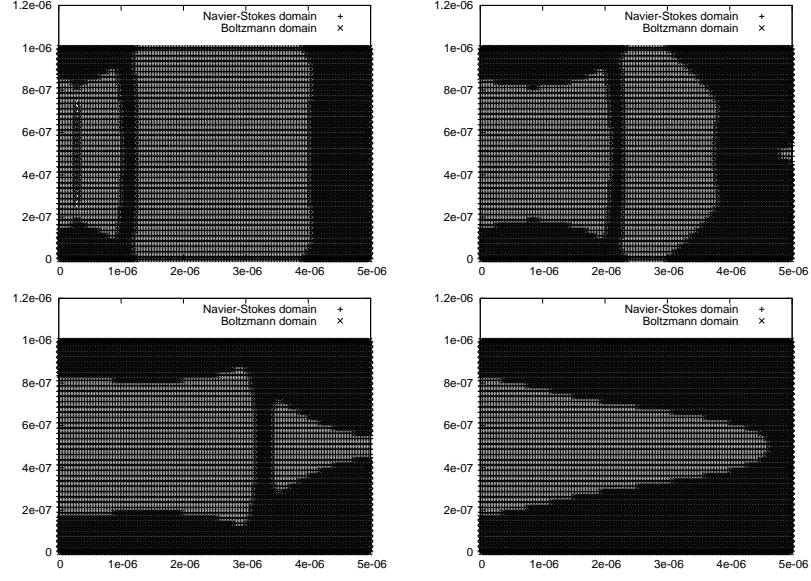 1.2e-06
Navier-Stokes domain +
Boltzmann domain ×
1e-06
8e-07
6e-07
4e-07
2e-07
0
0 1e-06 2e-06 3e-06 4e-06 5e-06
1.2e-06
Navier-Stokes domain +
Boltzmann domain ×
1e-06
8e-07
6e-07
4e-07
2e-07
0
0 1e-06 2e-06 3e-06 4e-06 5e-06
1.2e-06
Navier-Stokes domain +
Boltzmann domain ×
1e-06
8e-07
6e-07
4e-07
2e-07
0
0 1e-06 2e-06 3e-06 4e-06 5e-06
1.2e-06
Navier-Stokes domain +
Boltzmann domain ×
1e-06
8e-07
6e-07
4e-07
2e-07
0
0 1e-06 2e-06 3e-06 4e-06 5e-06